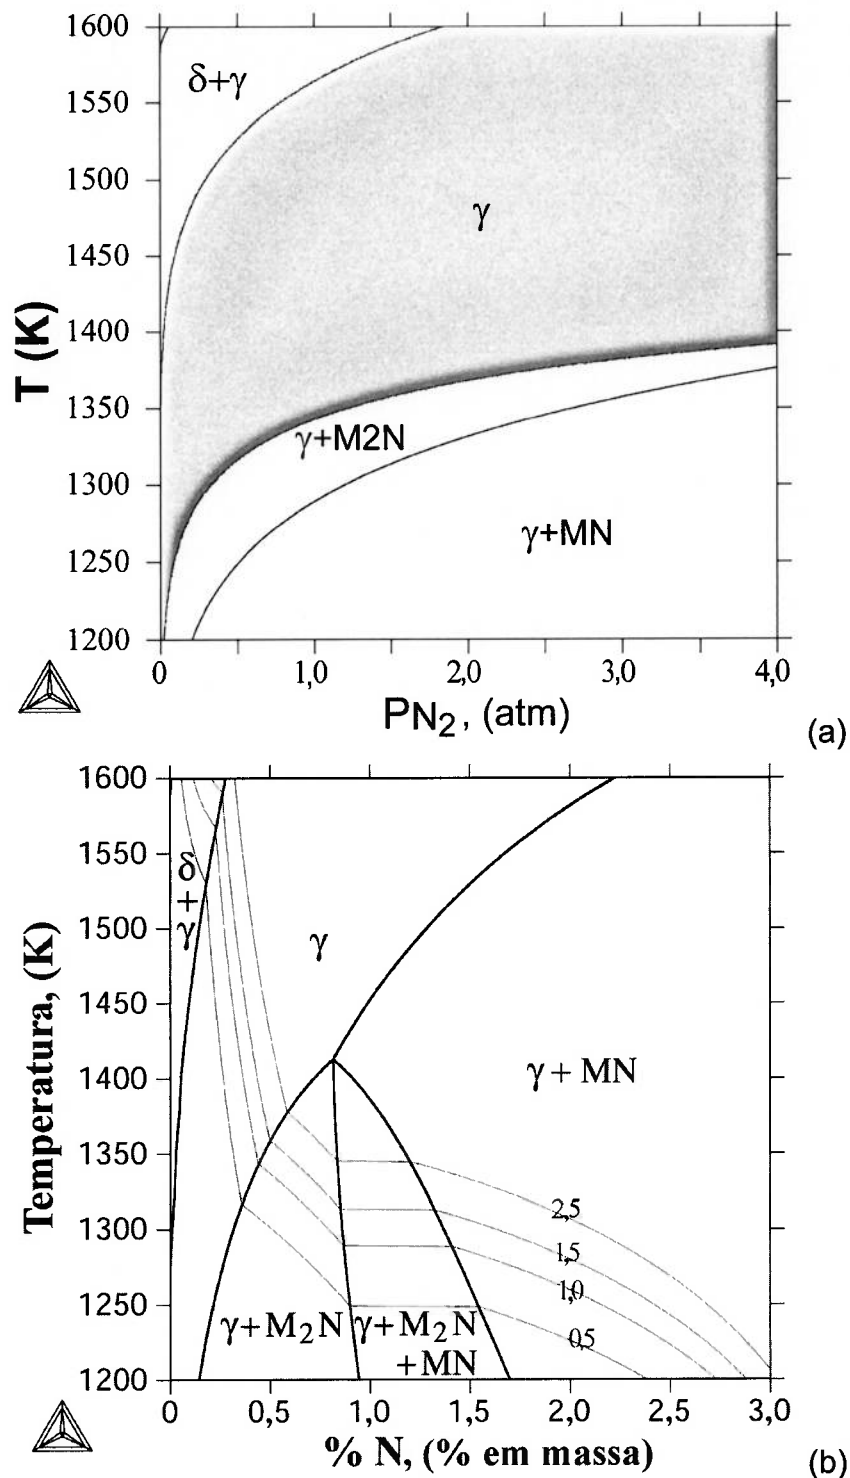 1600
1550
1500
1450
1400
1350
1300
1250
1200
T (K)
δ+γ
γ
γ+M2N
γ+MN
0 1,0 2,0 3,0 4,0
PN₂, (atm)
(a)
1600
1550
1500
1450
1400
1350
1300
1250
1200
Temperatura, (K)
δ
+
γ
γ
γ + MN
2,5
1,5
1,0
0,5
γ+M₂N
γ+M₂N
+MN
0 0,5 1,0 1,5 2,0 2,5 3,0
% N, (% em massa)
(b)